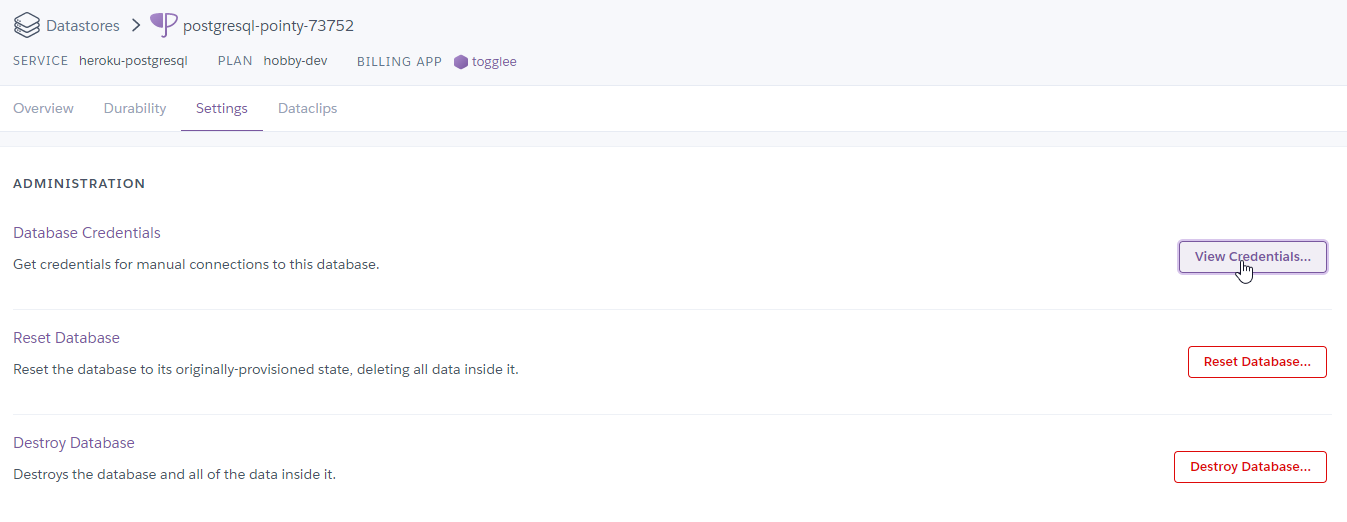 Datastores > postgresql-pointy-73752
SERVICE heroku-postgresql PLAN hobby-dev BILLING APP togglee
Overview Durability Settings Dataclips
ADMINISTRATION
Database Credentials
Get credentials for manual connections to this database.
View Credentials...
Reset Database
Reset the database to its originally-provisioned state, deleting all data inside it.
Reset Database...
Destroy Database
Destroys the database and all of the data inside it.
Destroy Database...